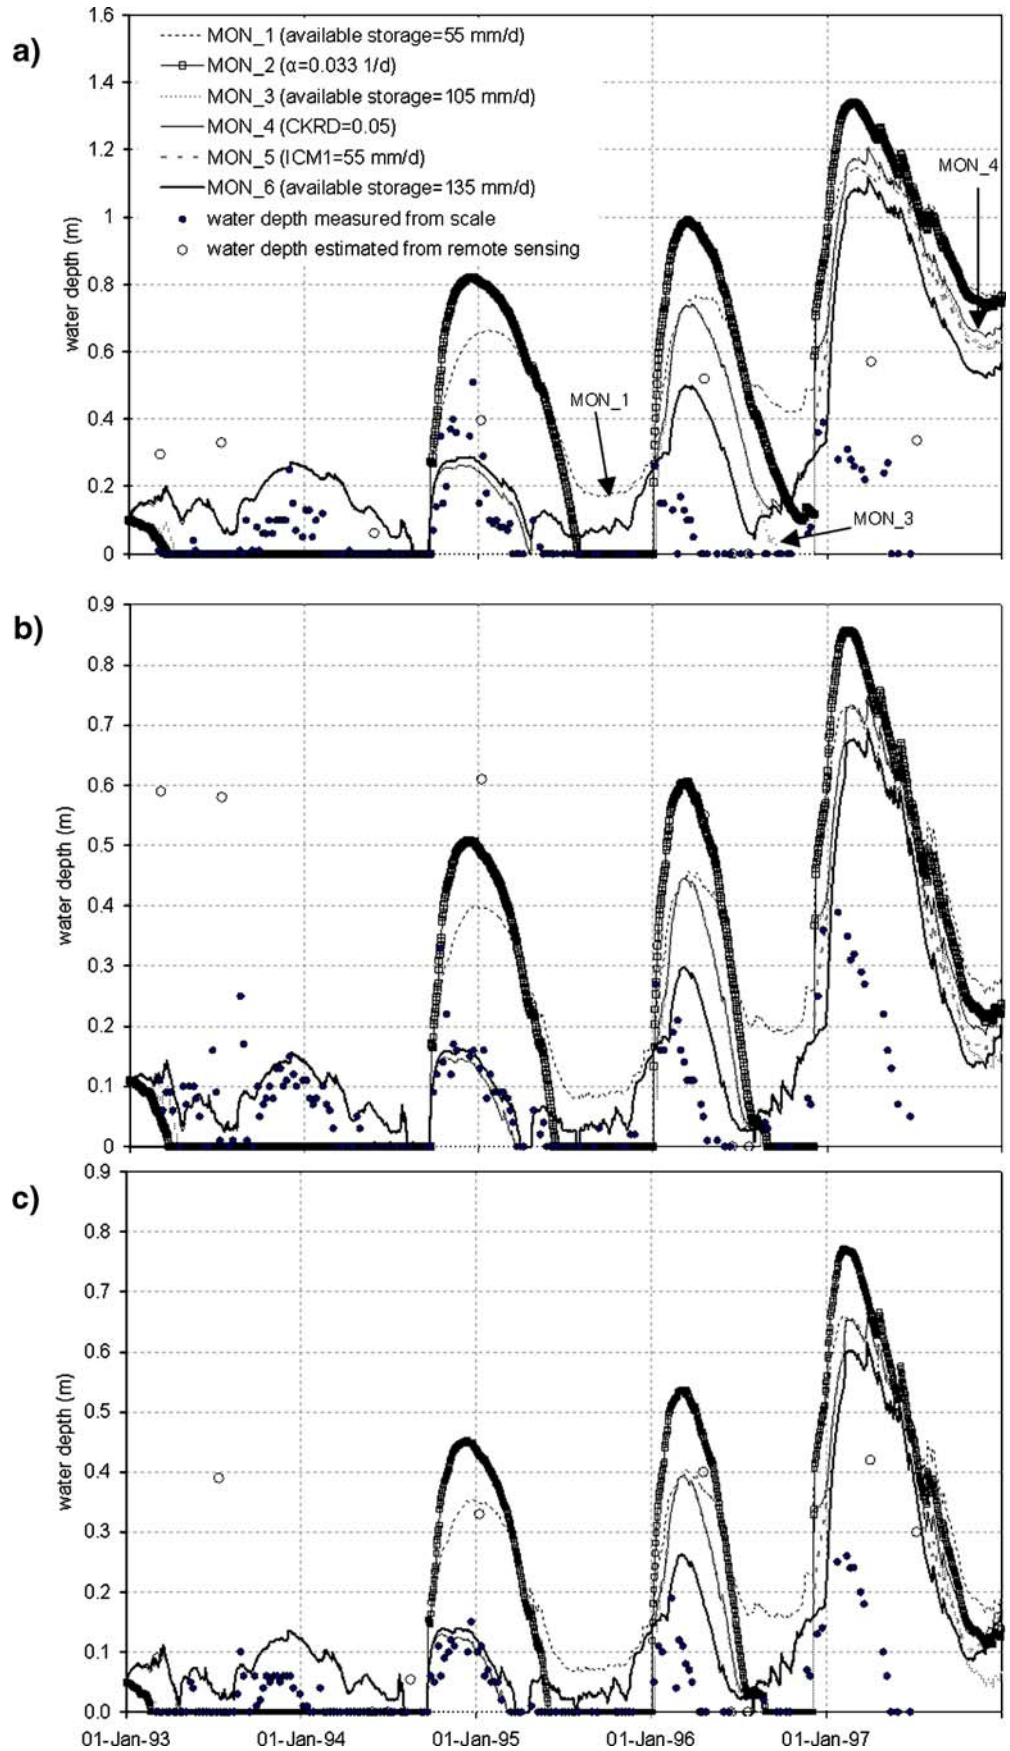 a)
1.6
1.4
1.2
1
0.8
0.6
0.4
0.2
0
water depth (m)
MON_1 (available storage=55 mm/d)
MON_2 (α=0.033 1/d)
MON_3 (available storage=105 mm/d)
MON_4 (CKRD=0.05)
MON_5 (ICM1=55 mm/d)
MON_6 (available storage=135 mm/d)
water depth measured from scale
water depth estimated from remote sensing
MON_4
MON_1
MON_3
b)
0.9
0.8
0.7
0.6
0.5
0.4
0.3
0.2
0.1
0
water depth (m)
c)
0.9
0.8
0.7
0.6
0.5
0.4
0.3
0.2
0.1
0.0
water depth (m)
01-Jan-93 01-Jan-94 01-Jan-95 01-Jan-96 01-Jan-97